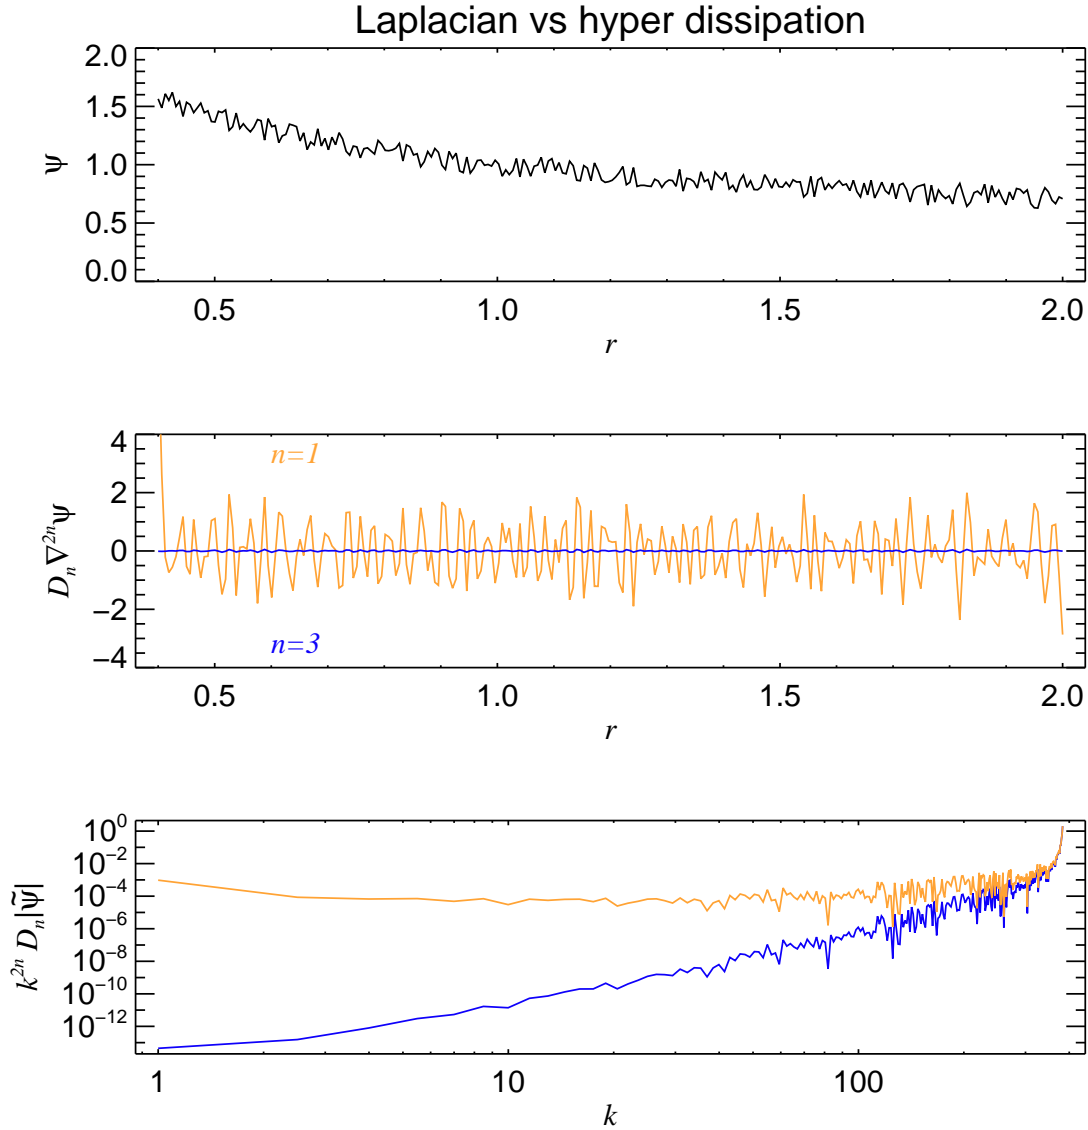 Laplacian vs hyper dissipation
2.0
1.5
1.0
0.5
0.0
ψ
0.5 1.0 1.5 2.0
r
4
2
0
−2
−4
D_n ∇^{2n} ψ
n=1
n=3
0.5 1.0 1.5 2.0
r
10^0
10^{-2}
10^{-4}
10^{-6}
10^{-8}
10^{-10}
10^{-12}
k^{2n} D_n |ψ̃|
1 10 100
k